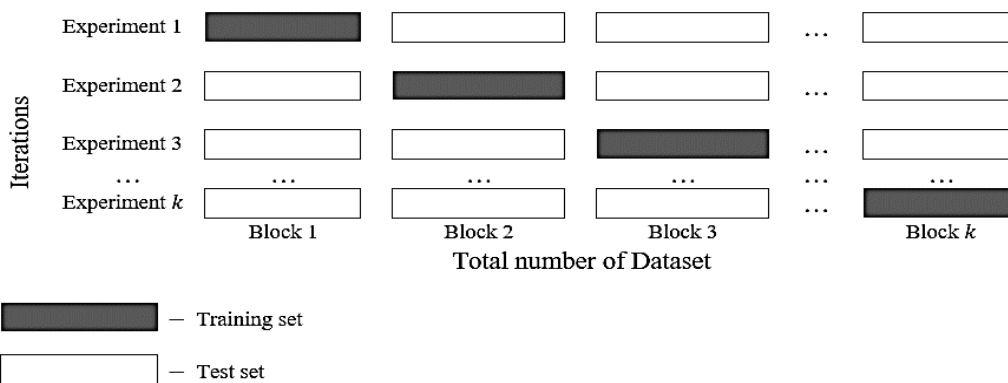 Experiment 1 ...
Experiment 2 ...
Experiment 3 ...
... ... ... ... ... ...
Experiment k ...
Block 1 Block 2 Block 3 Block k
Total number of Dataset
Iterations
– Training set
– Test set